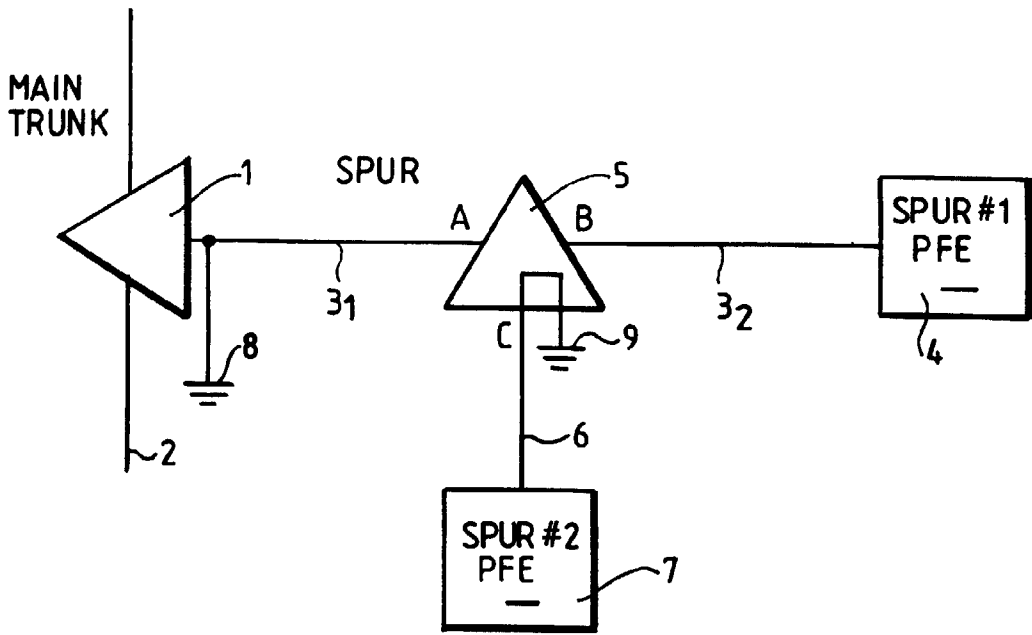 MAIN
TRUNK
1
SPUR
5
A
B
SPUR #1
PFE
3₁
3₂
4
8
C
9
2
6
SPUR #2
PFE
7